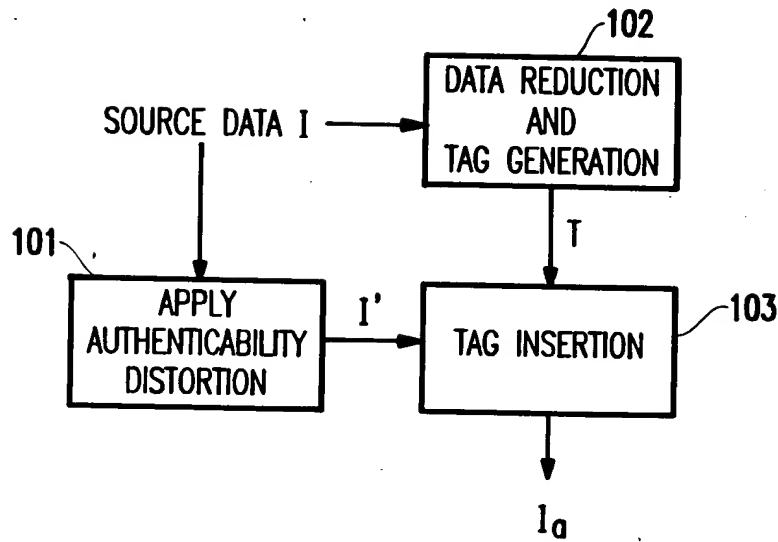 102
DATA REDUCTION
AND
TAG GENERATION
SOURCE DATA I
T
101
APPLY
AUTHENTICABILITY
DISTORTION
I'
TAG INSERTION
103
Ia